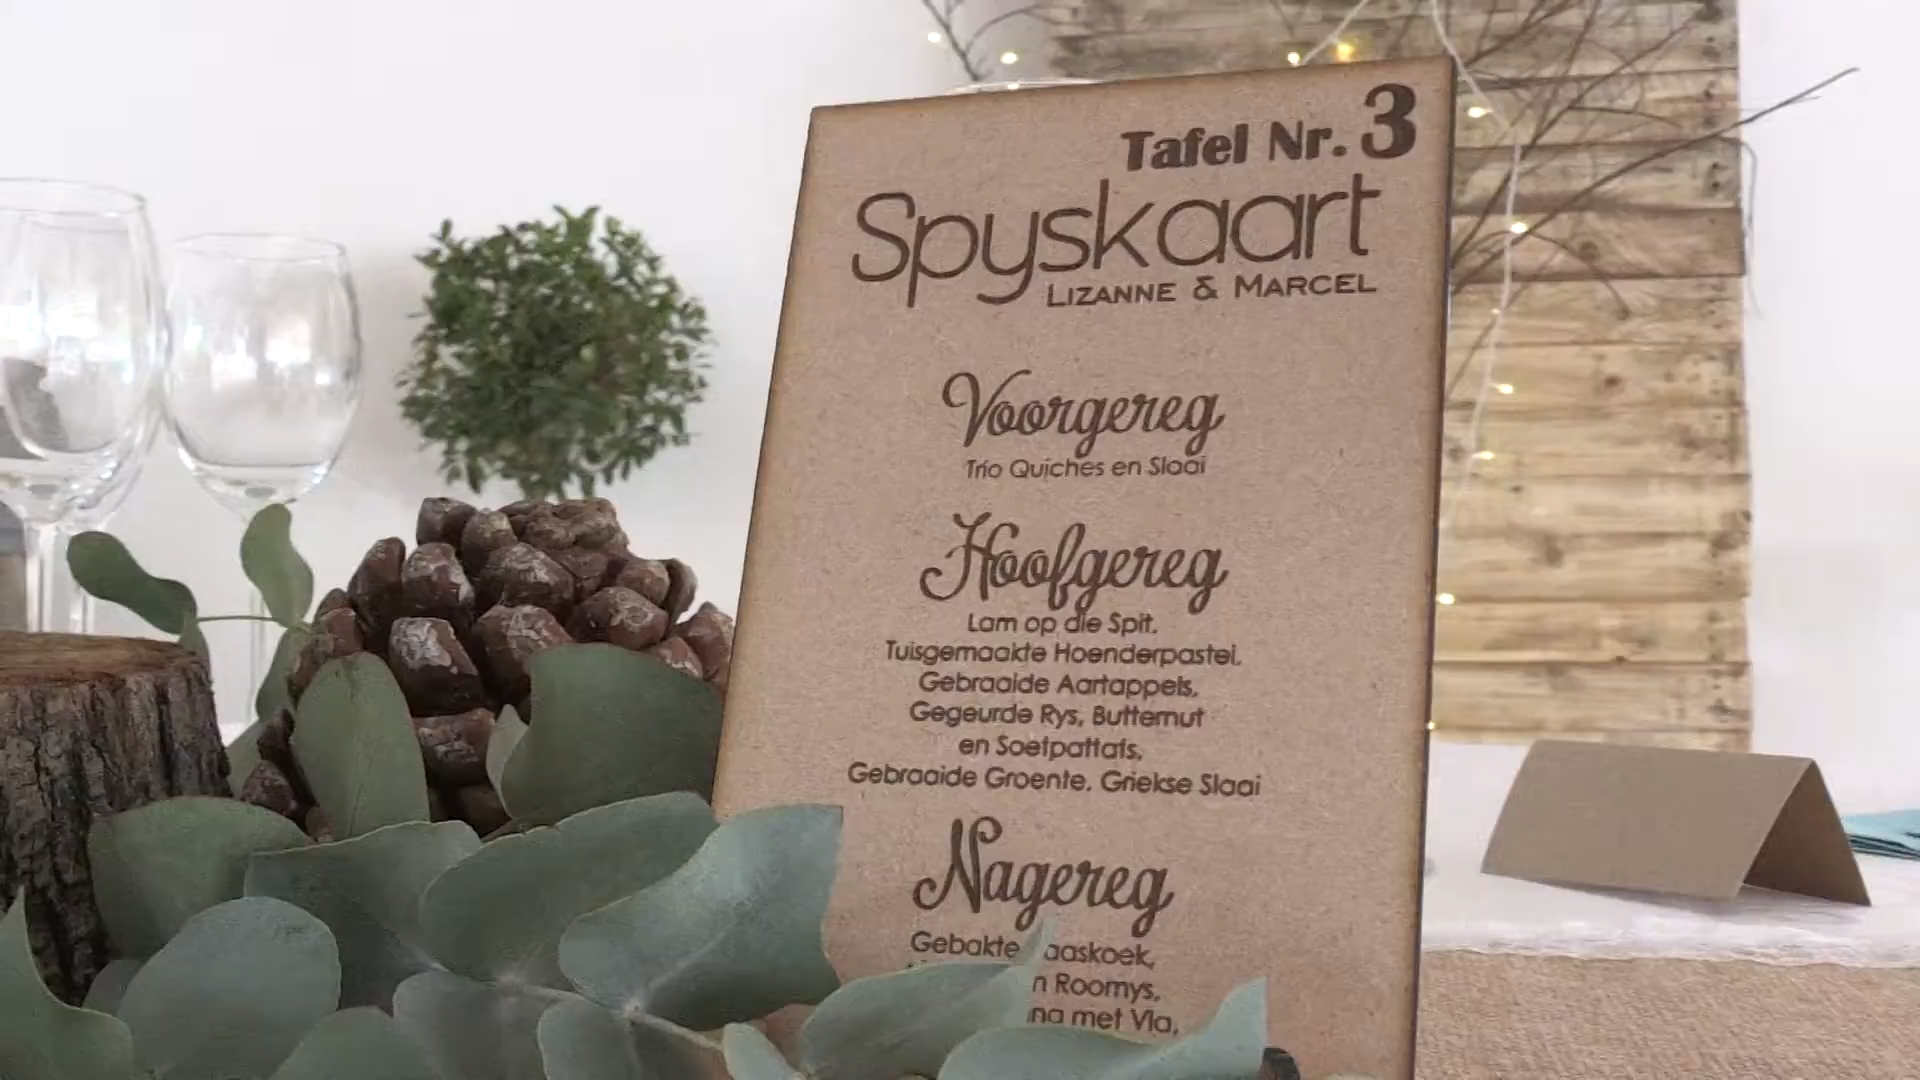 Tafel Nr. 3
Spyskaart
LIZANNE & MARCEL
Voorgereg
Trio Quiches en Slaai
Hoofgereg
Lam op die Spit,
Tuisgemaakte Hoenderpastei,
Gebraaide Aartappels,
Gegeurde Rys, Butternut
en Soetpattats,
Gebraaide Groente, Griekse Slaai
Nagereg
Gebakte
Roomys,
met Vla,